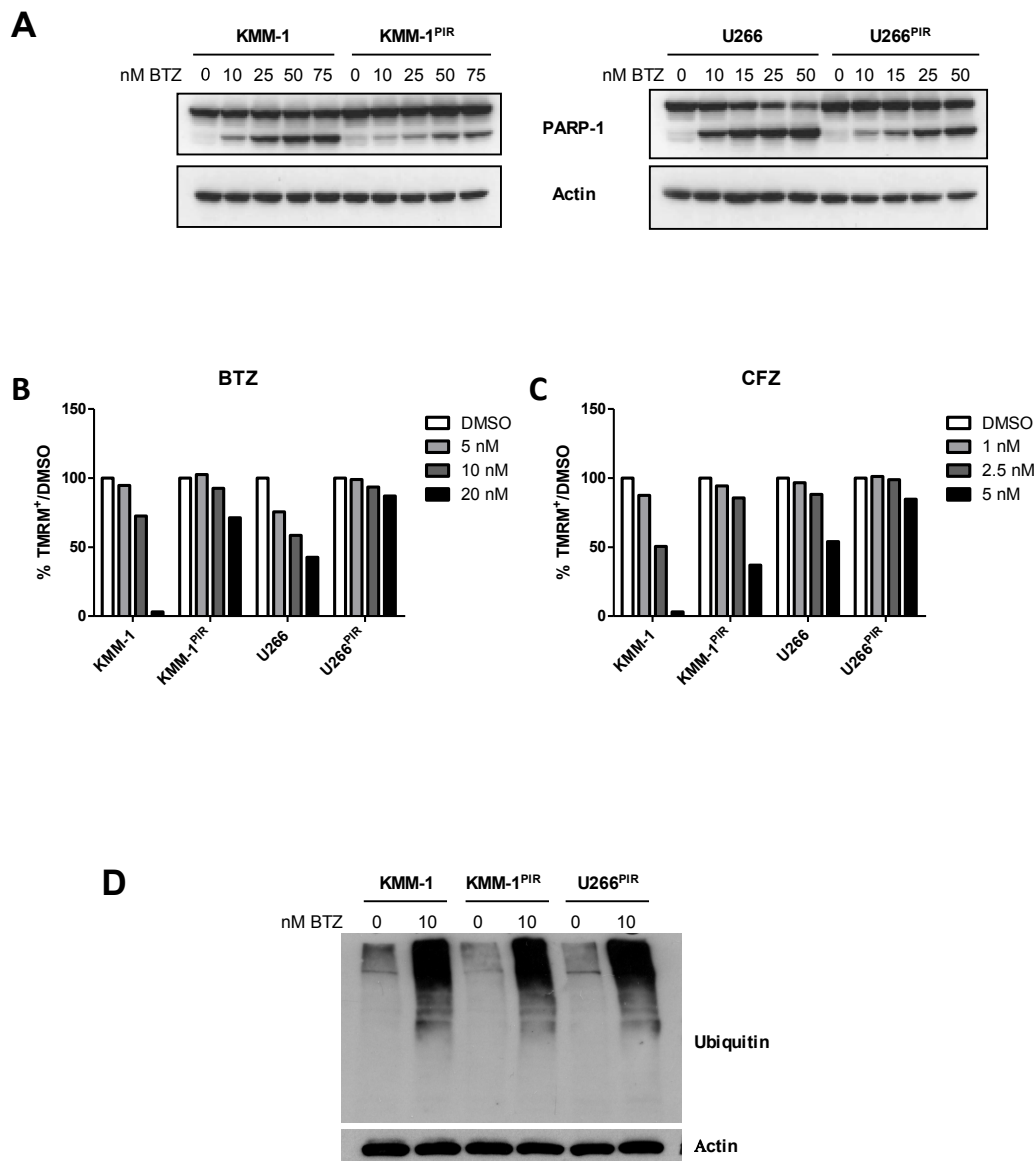 A
KMM-1 KMM-1PIR
nM BTZ 0 10 25 50 75 0 10 25 50 75
U266 U266PIR
nM BTZ 0 10 15 25 50 0 10 15 25 50
PARP-1
Actin
B
BTZ
% TMRM+/DMSO
150
100
50
0
KMM-1
KMM-1PIR
U266
U266PIR
DMSO
5 nM
10 nM
20 nM
C
CFZ
% TMRM+/DMSO
150
100
50
0
KMM-1
KMM-1PIR
U266
U266PIR
DMSO
1 nM
2.5 nM
5 nM
D
KMM-1 KMM-1PIR U266PIR
nM BTZ 0 10 0 10 0 10
Ubiquitin
Actin